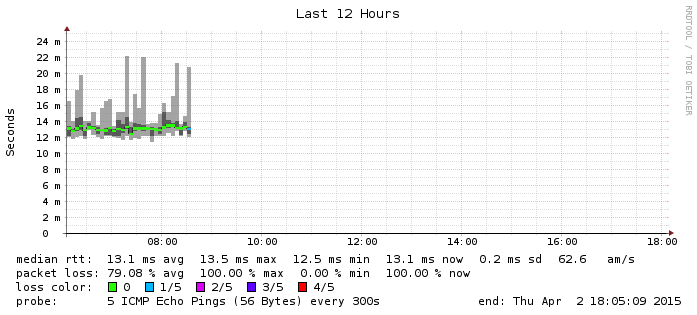 Last 12 Hours
RRDTOOL / TOBI OETIKER
Seconds
24 m
22 m
20 m
18 m
16 m
14 m
12 m
10 m
8 m
6 m
4 m
2 m
0
08:00 10:00 12:00 14:00 16:00 18:00
median rtt: 13.1 ms avg 13.5 ms max 12.5 ms min 13.1 ms now 0.2 ms sd 62.6 am/s
packet loss: 79.08 % avg 100.00 % max 0.00 % min 100.00 % now
loss color: 0 1/5 2/5 3/5 4/5
probe: 5 ICMP Echo Pings (56 Bytes) every 300s end: Thu Apr 2 18:05:09 2015